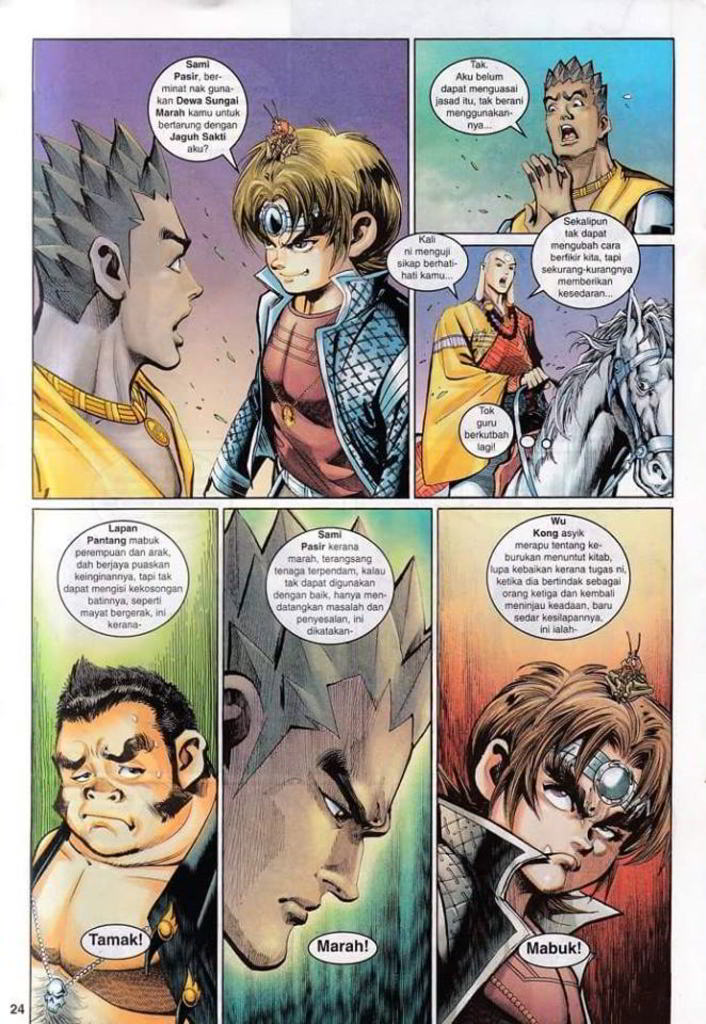 Sami
Pasir, ber-
minat nak guna-
kan Dewa Sungai
Marah kamu untuk
bertarung dengan
Jaguh Sakti
aku?
Tak.
Aku belum
dapat menguasai
jasad itu, tak berani
menggunakan-
nya...
Kali
ni menguji
sikap berhati-
hati kamu...
Sekalipun
tak dapat
mengubah cara
berfikir kamu, tapi
sekurang-kurangnya
memberikan
kesedaran...
Tok
guru
berkutbah
lagi!
Lapan
Pantang mabuk
perempuan dan arak,
dah berjaya puaskan
keinginannya, tapi tak
dapat mengisi kekosongan
batinnya, seperti
mayat bergerak, ini
kerana-
Sami
Pasir kerana
marah, terangsang
tenaga terpendam, kalau
tak dapat digunakan
dengan baik, hanya men-
datangkan masalah dan
penyesalan, ini
dikatakan-
Wu
Kong asyik
merapu tentang ke-
buruken menuntut kitab,
lupa kebaikan kerana tugas ni,
ketika dia bertindak sebagai
orang ketiga dan kembali
meninjau keadaan, baru
sedar kesilapannya,
ini ialah-
Tamak!
Marah!
Mabuk!
24